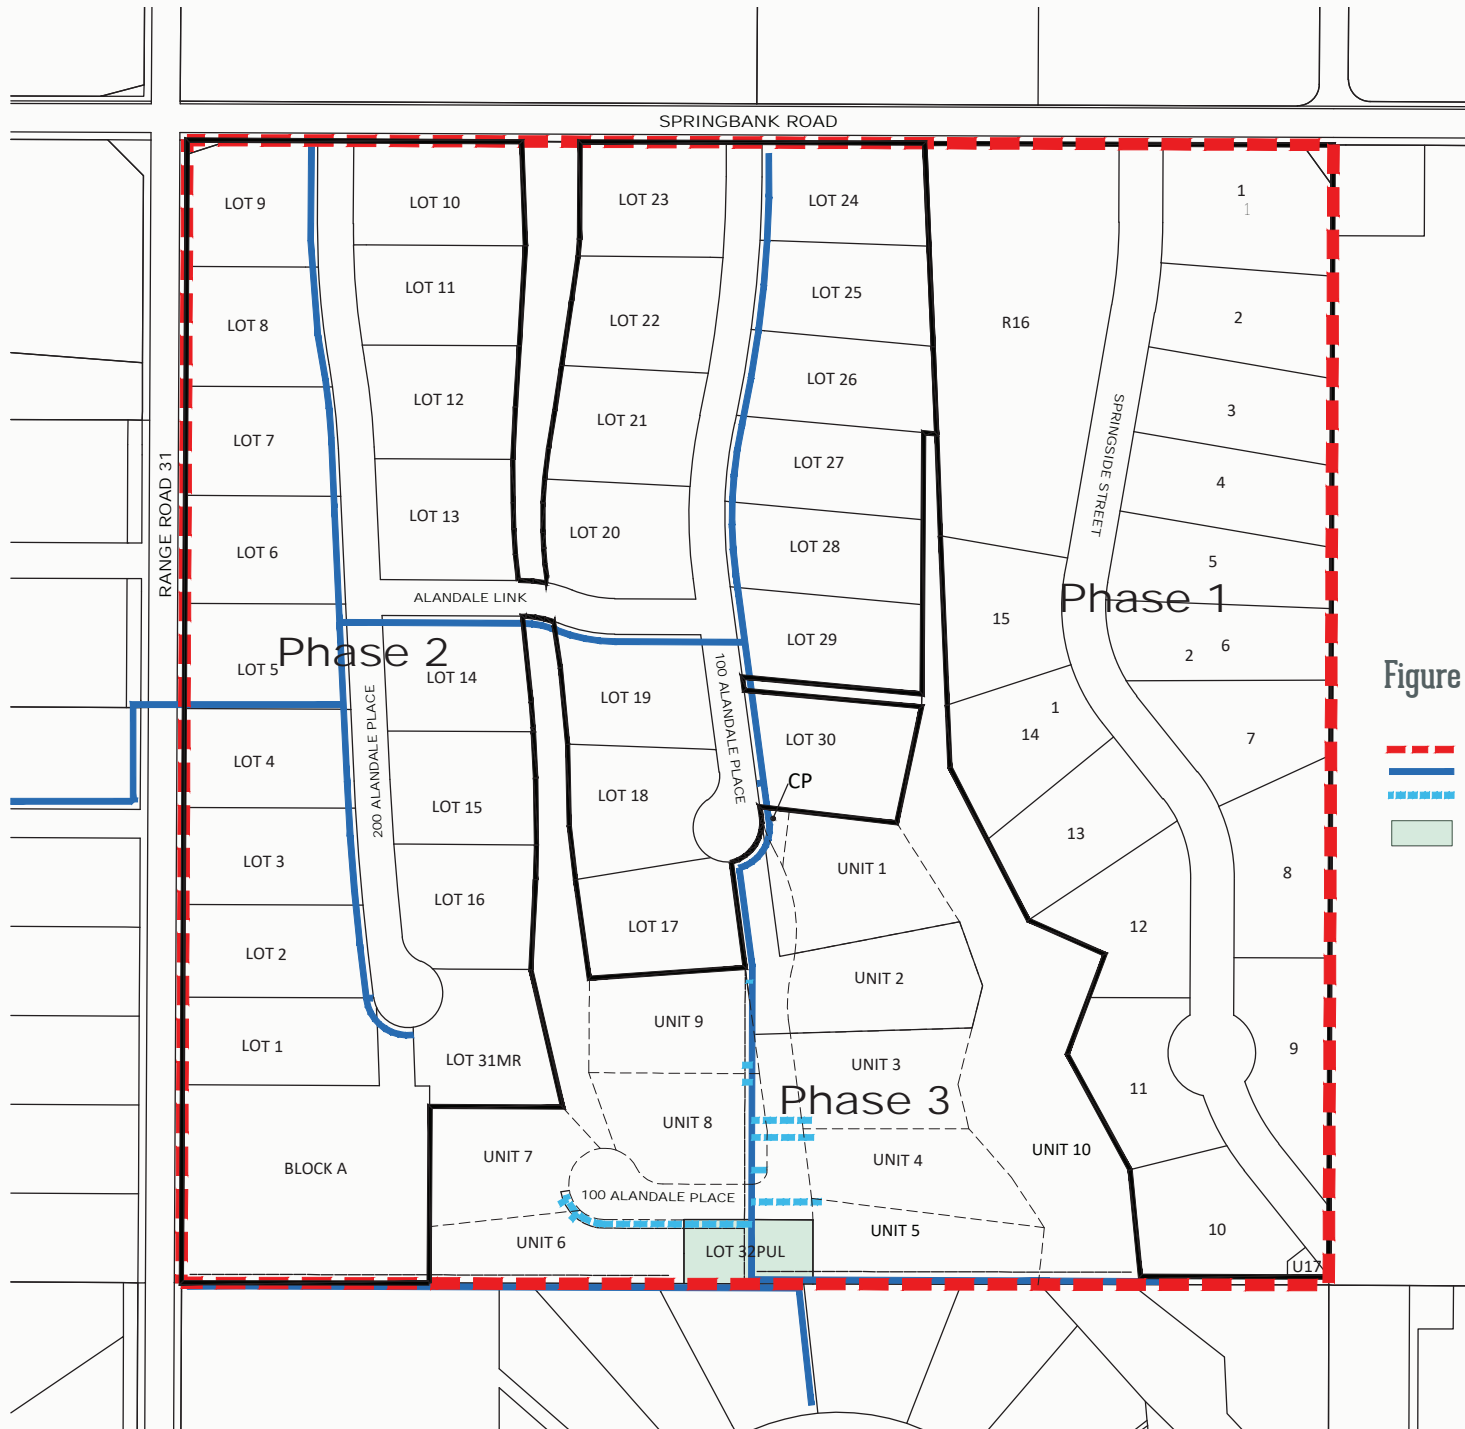 SPRINGBANK ROAD
LOT 9
LOT 10
LOT 23
LOT 24
1
1
LOT 11
LOT 25
LOT 8
LOT 22
R16
2
LOT 26
LOT 12
LOT 21
3
LOT 7
LOT 27
SPRINGSIDE STREET
4
RANGE ROAD 31
LOT 13
LOT 20
LOT 28
LOT 6
5
ALANDALE LINK
Phase 1
15
LOT 29
Phase 2
LOT 5
LOT 14
2
6
100 ALANDALE PLACE
LOT 19
Figure
1
14
7
LOT 30
LOT 4
200 ALANDALE PLACE
CP
LOT 18
LOT 15
13
LOT 3
UNIT 1
8
LOT 16
LOT 17
12
LOT 2
UNIT 2
UNIT 9
LOT 1
LOT 31MR
UNIT 3
9
Phase 3
11
UNIT 8
UNIT 7
BLOCK A
UNIT 4
UNIT 10
100 ALANDALE PLACE
UNIT 6
UNIT 5
10
LOT 32PUL
U17